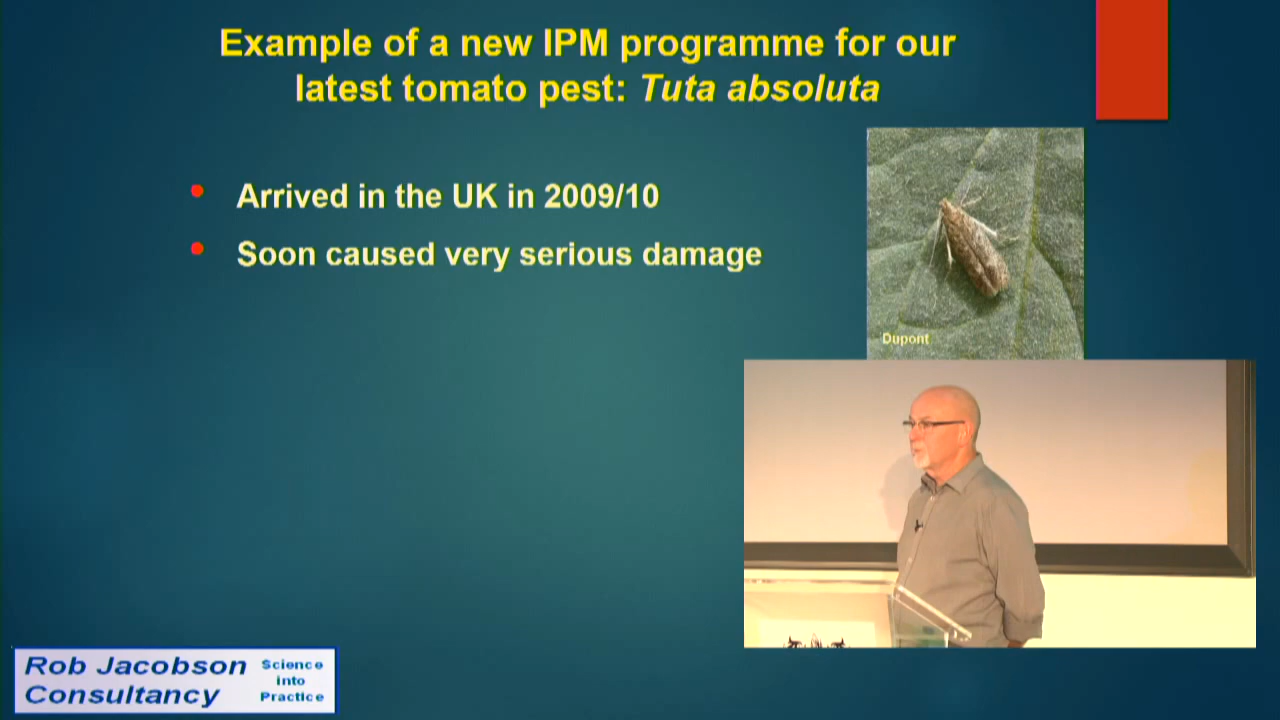 Example of a new IPM programme for our
latest tomato pest: Tuta absoluta
Arrived in the UK in 2009/10
Soon caused very serious damage
Dupont
Rob Jacobson
Consultancy
Science
into
Practice